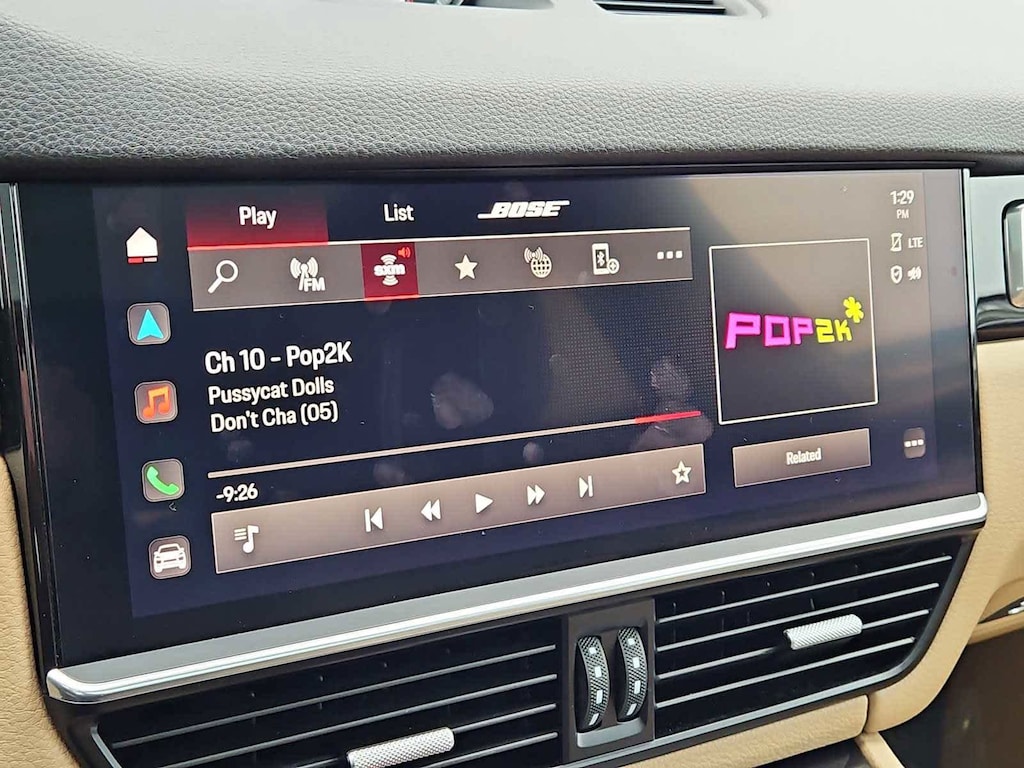 Play
List
BOSE
1:29
PM
FM
sxm
LTE
Ch 10 - Pop2K
Pussycat Dolls
Don't Cha (05)
POP2K
-9:26
Related